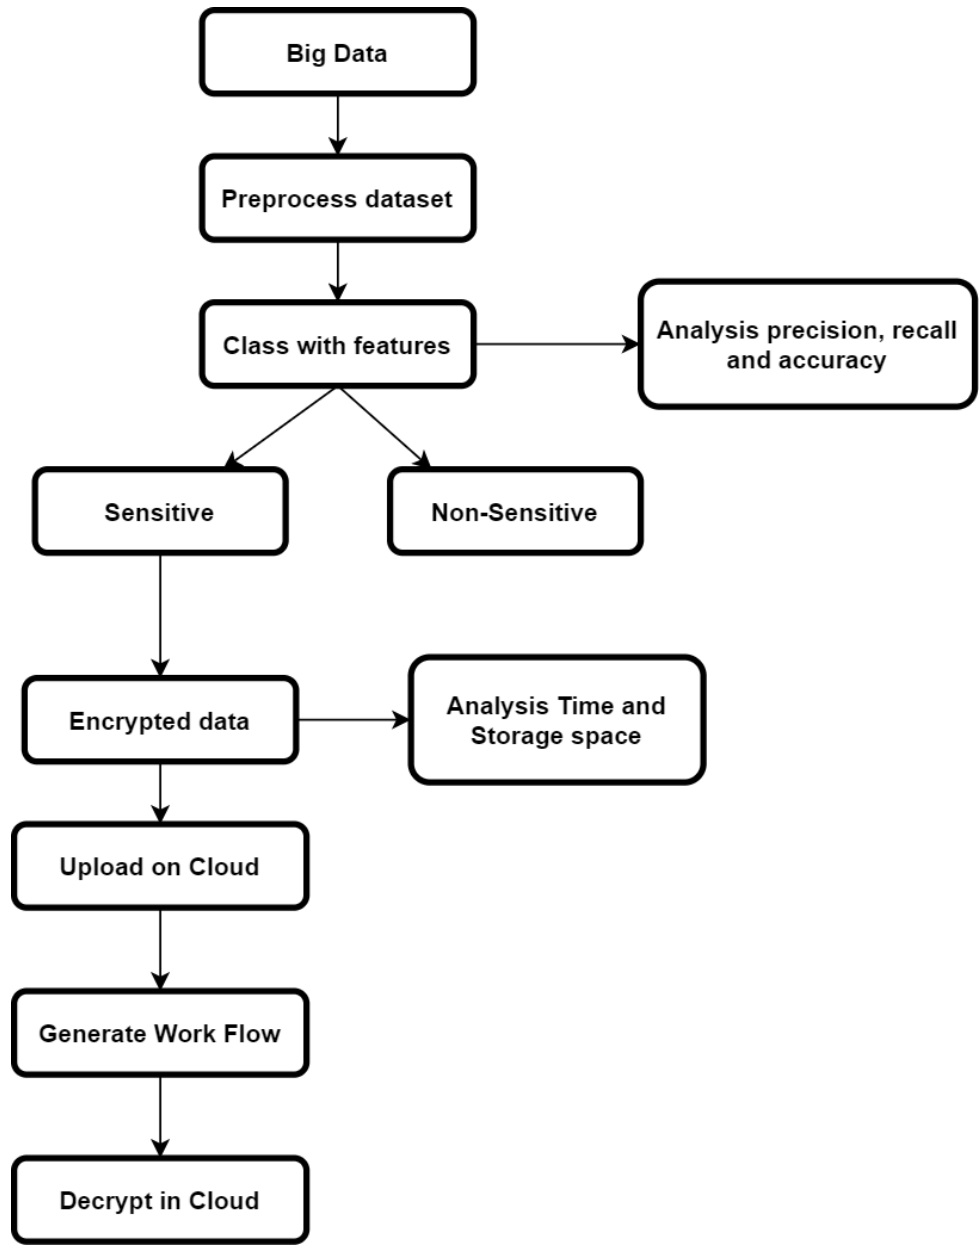 Big Data
Preprocess dataset
Class with features
Analysis precision, recall
and accuracy
Sensitive
Non-Sensitive
Encrypted data
Analysis Time and
Storage space
Upload on Cloud
Generate Work Flow
Decrypt in Cloud